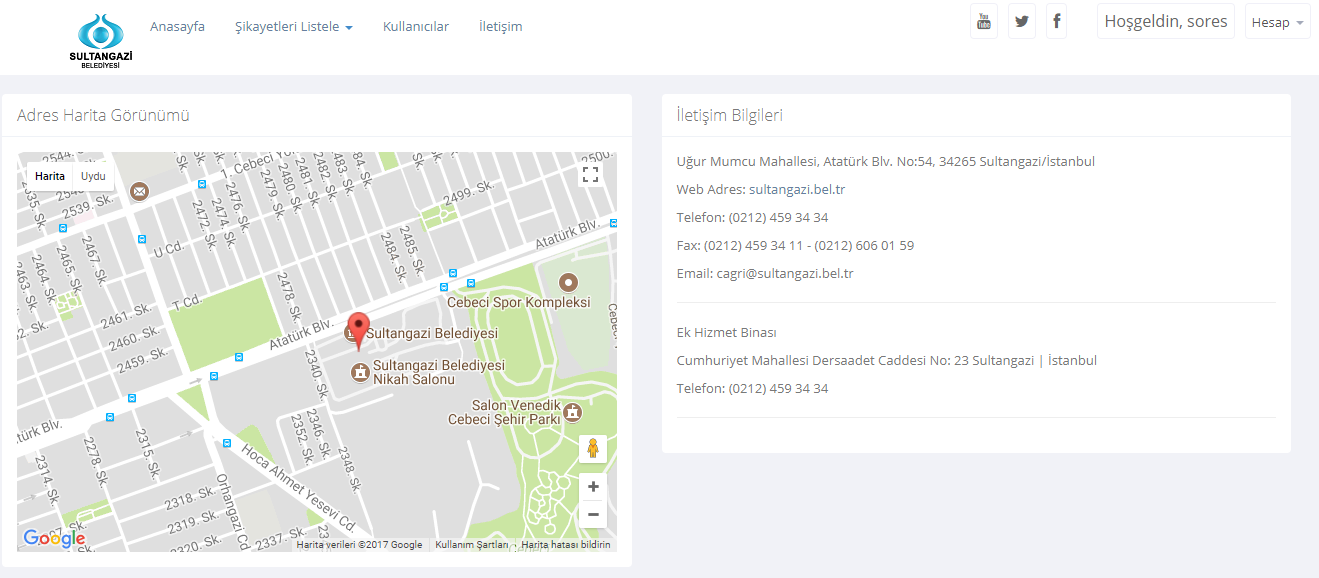 SULTANGAZİ
BELEDİYESİ
Anasayfa
Şikayetleri Listele
Kullanıcılar
İletişim
You
Tube
Hoşgeldin, sores
Hesap
Adres Harita Görünümü
Harita
Uydu
2544.
2535. Sk.
2539. Sk.
1. Cebeci
2472. Sk.
2474. Sk.
2476. Sk.
2479. Sk.
2480. Sk.
2481. Sk.
2482. Sk.
2483. Sk.
2500.
2499. Sk.
2463. Sk.
2464. Sk.
2465. Sk.
2467. Sk.
U Cd.
2484. Sk.
2485. Sk.
Atatürk Blv.
2478. Sk.
T Cd.
Cebeci Spor Kompleksi
2461. Sk.
2460. Sk.
2459. Sk.
Atatürk Blv.
Sultangazi Belediyesi
Sultangazi Belediyesi
Nikah Salonu
2340. Sk.
Salon Venedik
Cebeci Şehir Parkı
2346. Sk.
2352. Sk.
2348. Sk.
2278. Sk.
2315. Sk.
2314. Sk.
Hoca Ahmet Yesevi Cd.
Orhangazi Cd.
2318. Sk.
2319. Sk.
2320. Sk.
2337. Sk.
Google
Harita verileri ©2017 Google
Kullanım Şartları
Harita hatası bildirin
İletişim Bilgileri
Uğur Mumcu Mahallesi, Atatürk Blv. No:54, 34265 Sultangazi/İstanbul
Web Adres: sultangazi.bel.tr
Telefon: (0212) 459 34 34
Fax: (0212) 459 34 11 - (0212) 606 01 59
Email: cagri@sultangazi.bel.tr
Ek Hizmet Binası
Cumhuriyet Mahallesi Dersaadet Caddesi No: 23 Sultangazi | İstanbul
Telefon: (0212) 459 34 34